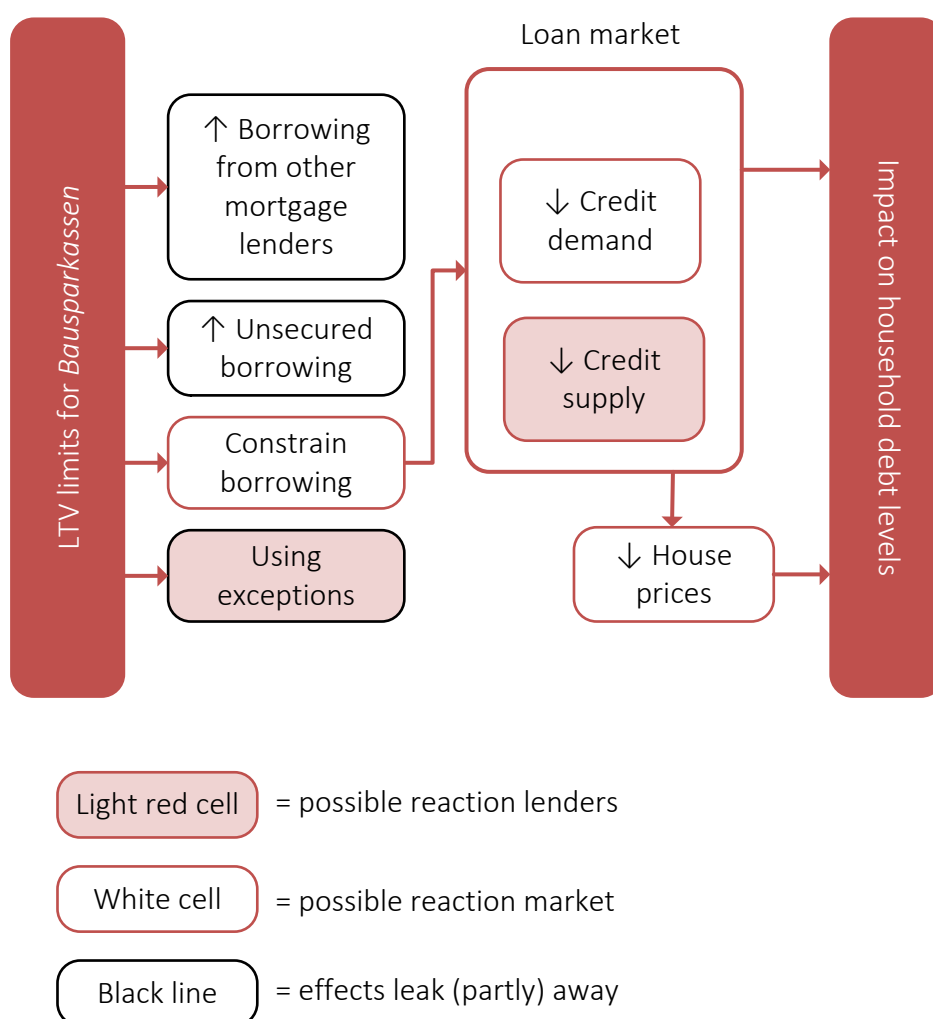 LTV limits for Bausparkassen
↑ Borrowing
from other
mortgage
lenders
↑ Unsecured
borrowing
Constrain
borrowing
Using
exceptions
Loan market
↓ Credit
demand
↓ Credit
supply
↓ House
prices
Impact on household debt levels
Light red cell = possible reaction lenders
White cell = possible reaction market
Black line = effects leak (partly) away